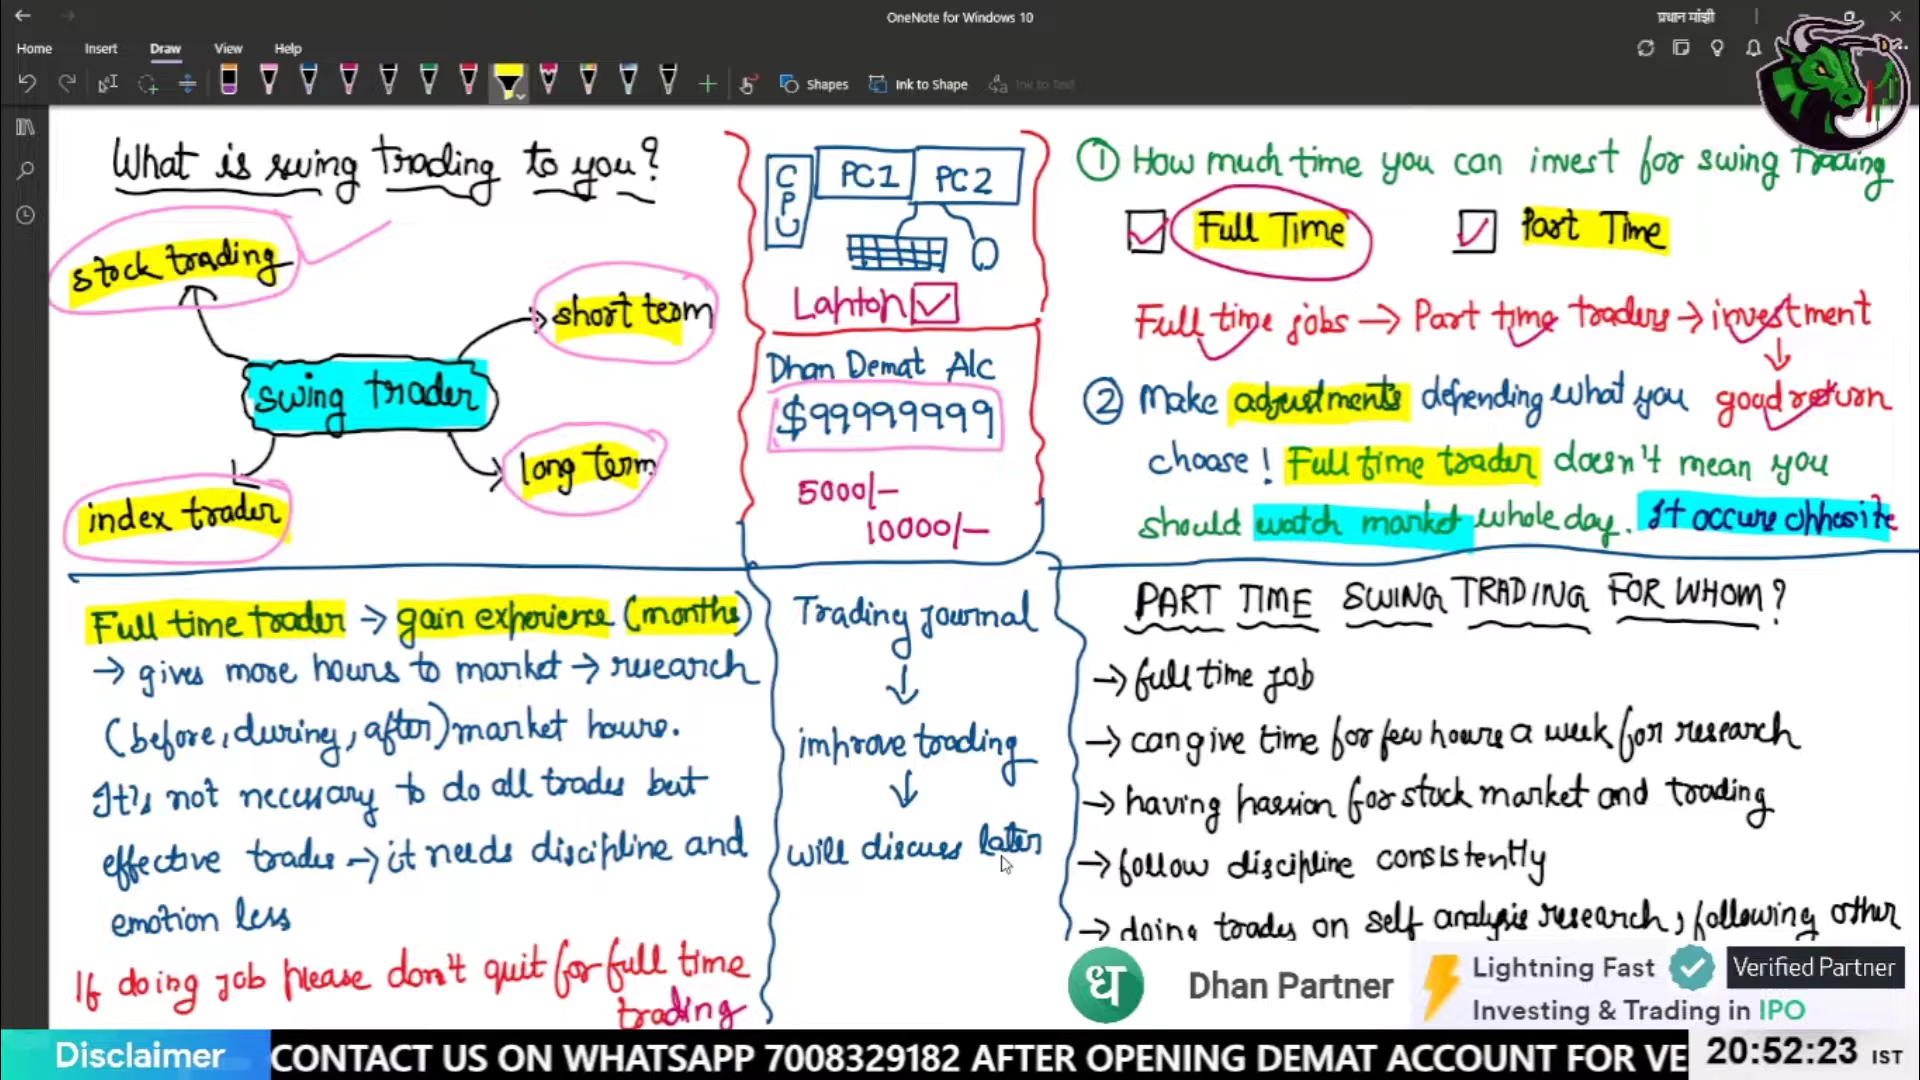 OneNote for Windows 10
प्रधान मांझी
Home Insert Draw View Help
Shapes Ink to Shape Ink to Text
What is swing trading to you?
stock trading
short term
swing trader
long term
index trader
CPU
PC1 PC2
Dhan Demat A/c
$99999999
5000/-
10000/-
① How much time you can invest for swing trading
Full Time Part Time
Full time jobs → Part time traders → investment
↓
good return
② Make adjustments depending what you
choose! Full time trader doesn't mean you
should watch market whole day. It occurs opposite
Full time trader → gain experience (months)
→ gives more hours to market → research
(before, during, after) market hours.
It's not necessary to do all trades but
effective trades → it needs discipline and
emotion less
If doing job please don't quit for full time
trading
Trading journal
↓
improve trading
↓
will discuss later
PART TIME SWING TRADING FOR WHOM?
→ full time job
→ can give time for few hours a week for research
→ having passion for stock market and trading
→ follow discipline consistently
→ doing trades on self analysis research, following other
ध Dhan Partner
Lightning Fast
Investing & Trading in IPO
Verified Partner
Disclaimer
CONTACT US ON WHATSAPP 7008329182 AFTER OPENING DEMAT ACCOUNT FOR VE
20:52:23 IST